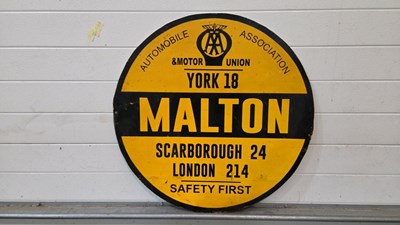 AUTOMOBILE ASSOCIATION
AA
& MOTOR UNION
YORK 18
MALTON
SCARBOROUGH 24
LONDON 214
SAFETY FIRST